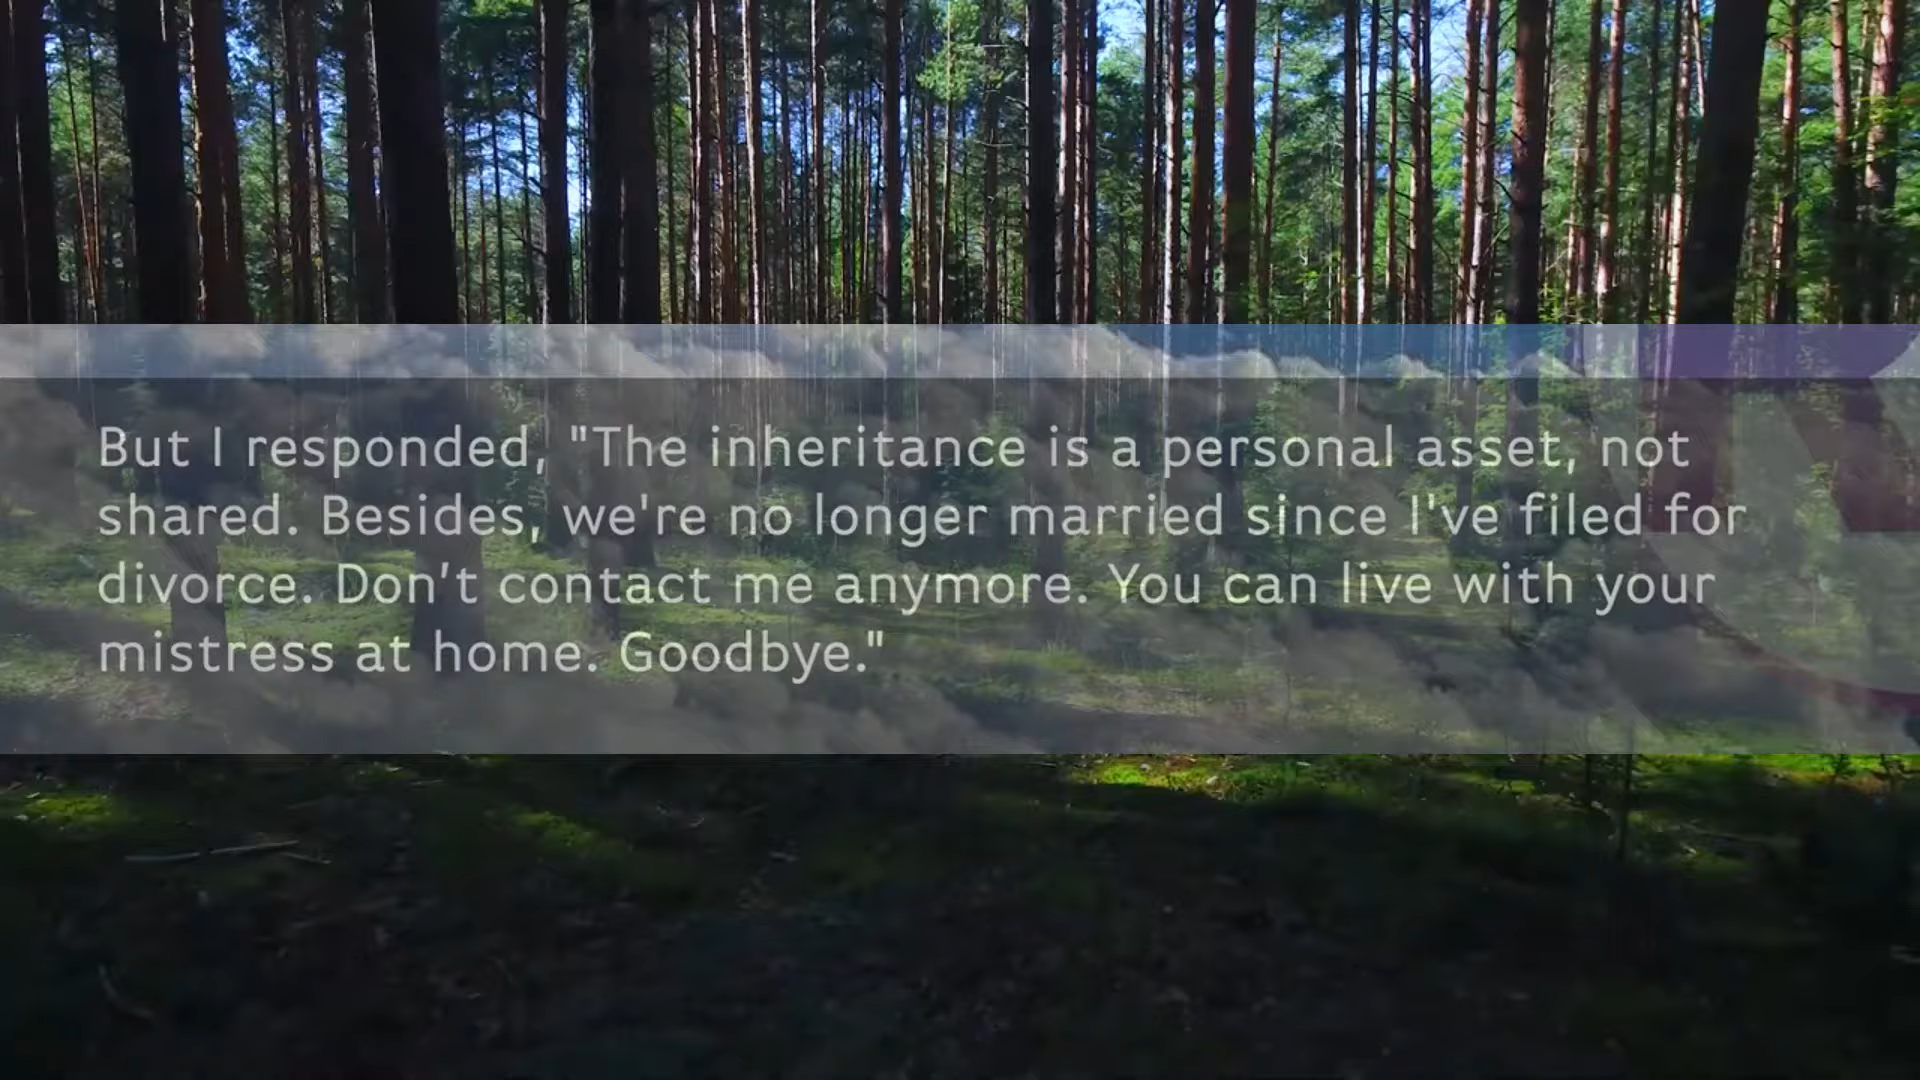 But I responded, "The inheritance is a personal asset, not
shared. Besides, we're no longer married since I've filed for
divorce. Don’t contact me anymore. You can live with your
mistress at home. Goodbye."